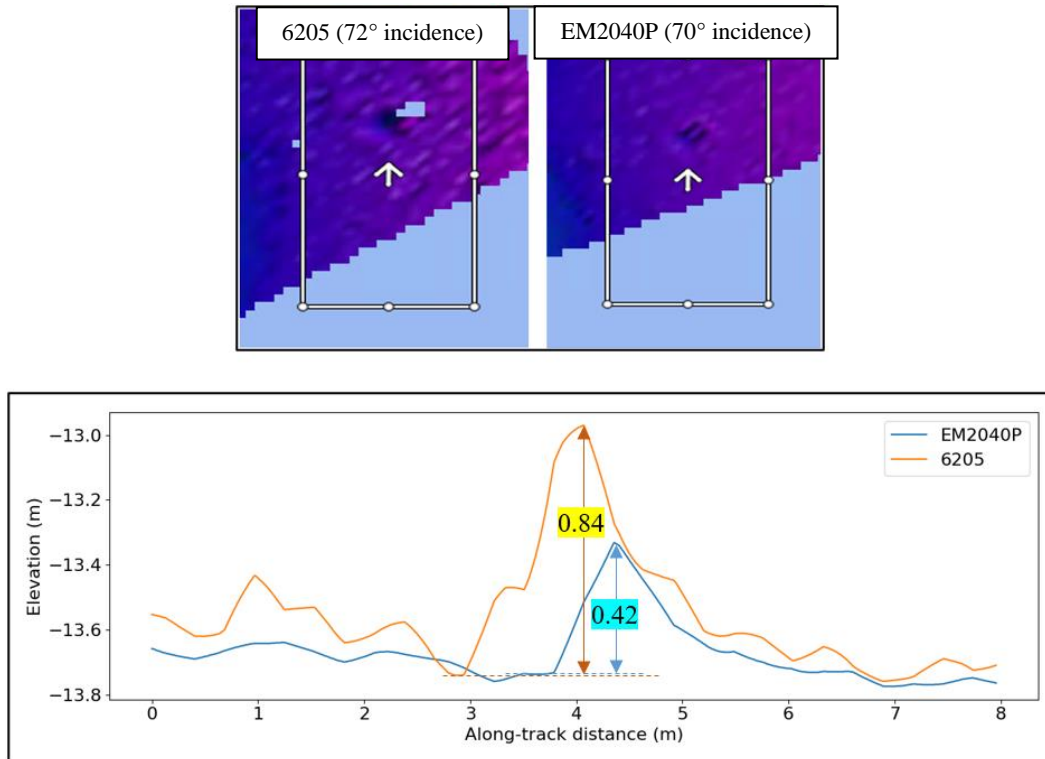 6205 (72° incidence)
EM2040P (70° incidence)
−13.0
−13.2
−13.4
−13.6
−13.8
Elevation (m)
EM2040P
6205
0.84
0.42
0 1 2 3 4 5 6 7 8
Along-track distance (m)